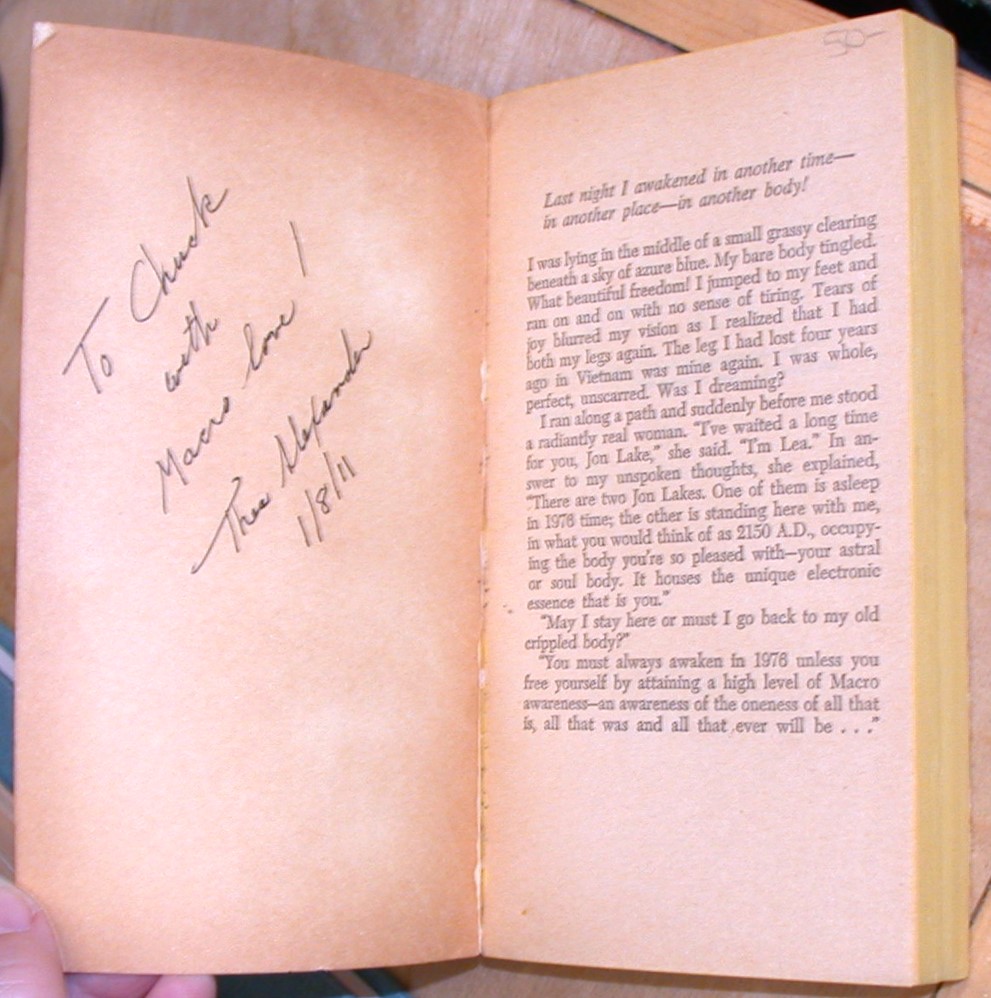 To Chuck
with
Macro love !
Thea Alexander
1/8/11
50-
Last night I awakened in another time—
in another place—in another body!
I was lying in the middle of a small grassy clearing
beneath a sky of azure blue. My bare body tingled.
What beautiful freedom! I jumped to my feet and
ran on and on with no sense of tiring. Tears of
joy blurred my vision as I realized that I had
both my legs again. The leg I had lost four years
ago in Vietnam was mine again. I was whole,
perfect, unscarred. Was I dreaming?
I ran along a path and suddenly before me stood
a radiantly real woman. "I've waited a long time
for you, Jon Lake," she said. "I'm Lea." In an-
swer to my unspoken thoughts, she explained,
"There are two Jon Lakes. One of them is asleep
in 1976 time; the other is standing here with me,
in what you would think of as 2150 A.D., occupy-
ing the body you're so pleased with—your astral
or soul body. It houses the unique electronic
essence that is you."
"May I stay here or must I go back to my old
crippled body?"
"You must always awaken in 1976 unless you
free yourself by attaining a high level of Macro
awareness—an awareness of the oneness of all that
is, all that was and all that ever will be . . ."